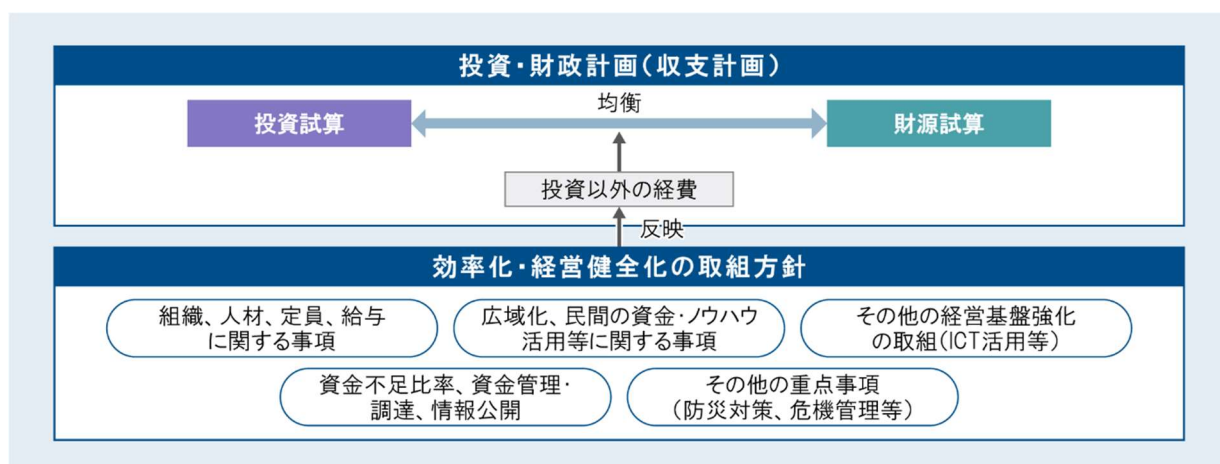 投資・財政計画（収支計画）
均衡
投資試算
財源試算
投資以外の経費
反映
効率化・経営健全化の取組方針
組織、人材、定員、給与
に関する事項
広域化、民間の資金・ノウハウ
活用等に関する事項
その他の経営基盤強化
の取組（ICT活用等）
資金不足比率、資金管理・
調達、情報公開
その他の重点事項
（防災対策、危機管理等）